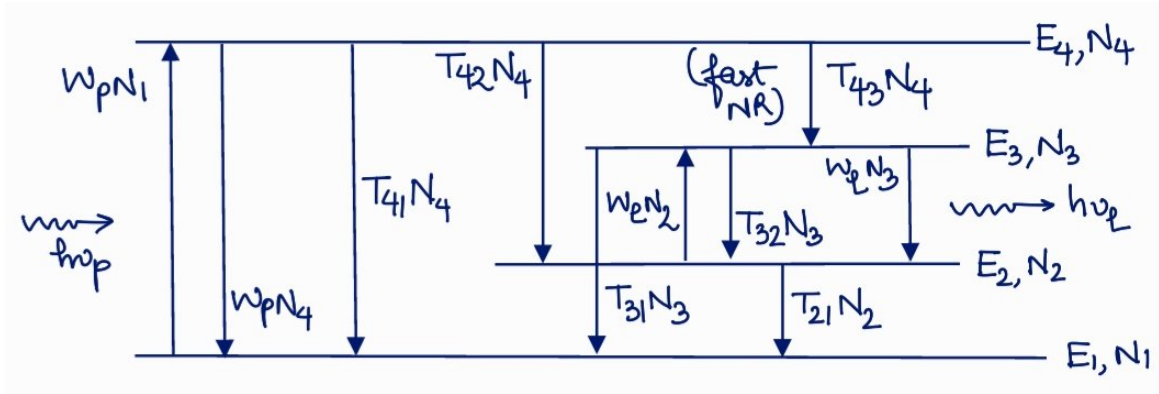 E₄, N₄
WₚN₁
T₄₂N₄
(fast
NR)
T₄₃N₄
E₃, N₃
T₄₁N₄
WₗN₂
T₃₂N₃
WₗN₃
hνₗ
hνₚ
E₂, N₂
WₚN₄
T₃₁N₃
T₂₁N₂
E₁, N₁